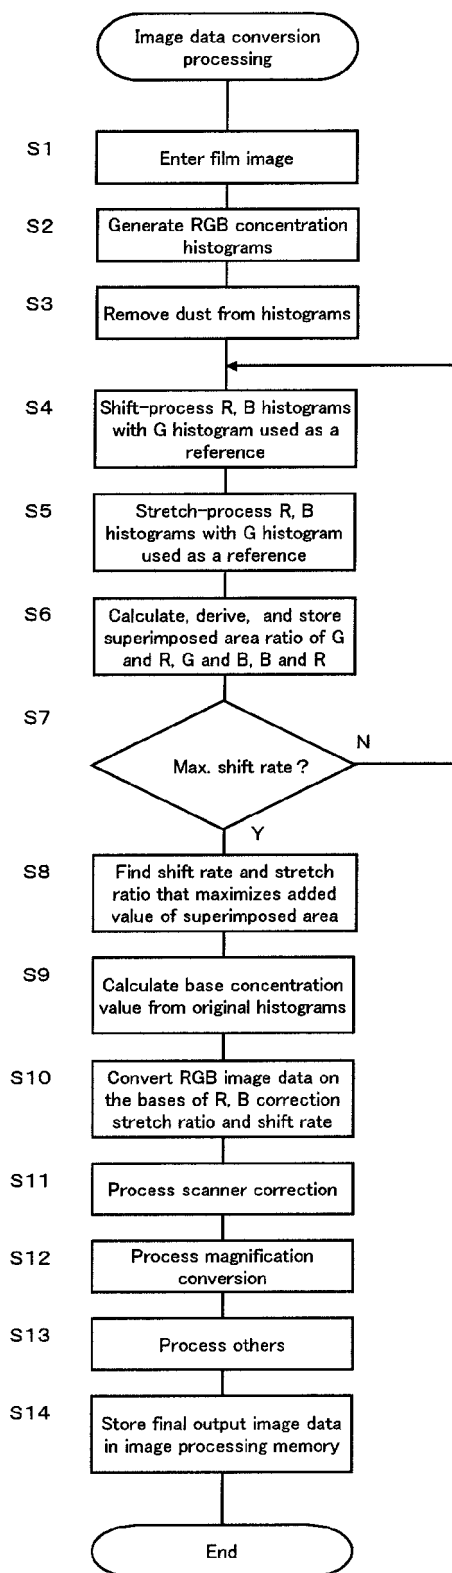 Image data conversion
processing
S1
Enter film image
S2
Generate RGB concentration
histograms
S3
Remove dust from histograms
S4
Shift-process R, B histograms
with G histogram used as a
reference
S5
Stretch-process R, B
histograms with G histogram
used as a reference
S6
Calculate, derive, and store
superimposed area ratio of G
and R, G and B, B and R
S7
Max. shift rate?
N
Y
S8
Find shift rate and stretch
ratio that maximizes added
value of superimposed area
S9
Calculate base concentration
value from original histograms
S10
Convert RGB image data on
the bases of R, B correction
stretch ratio and shift rate
S11
Process scanner correction
S12
Process magnification
conversion
S13
Process others
S14
Store final output image data
in image processing memory
End